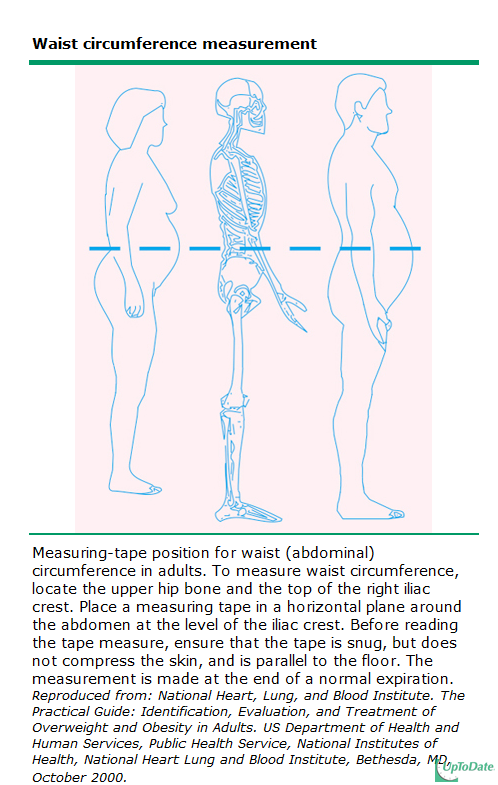 Waist circumference measurement
Measuring-tape position for waist (abdominal)
circumference in adults. To measure waist circumference,
locate the upper hip bone and the top of the right iliac
crest. Place a measuring tape in a horizontal plane around
the abdomen at the level of the iliac crest. Before reading
the tape measure, ensure that the tape is snug, but does
not compress the skin, and is parallel to the floor. The
measurement is made at the end of a normal expiration.
Reproduced from: National Heart, Lung, and Blood Institute. The
Practical Guide: Identification, Evaluation, and Treatment of
Overweight and Obesity in Adults. US Department of Health and
Human Services, Public Health Service, National Institutes of
Health, National Heart Lung and Blood Institute, Bethesda, MD,
October 2000.
UpToDate